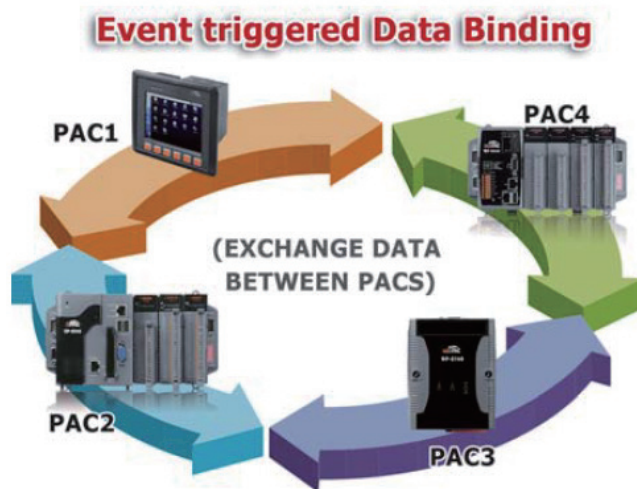 Event triggered Data Binding
PAC1
PAC4
(EXCHANGE DATA
BETWEEN PACS)
PAC2
PAC3